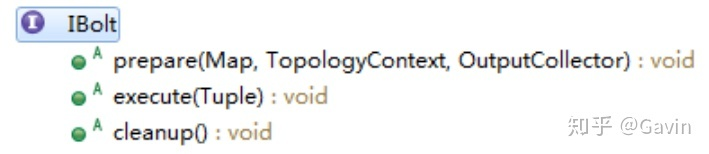 I IBolt
A prepare(Map, TopologyContext, OutputCollector) : void
A execute(Tuple) : void
A cleanup() : void
知乎 @Gavin